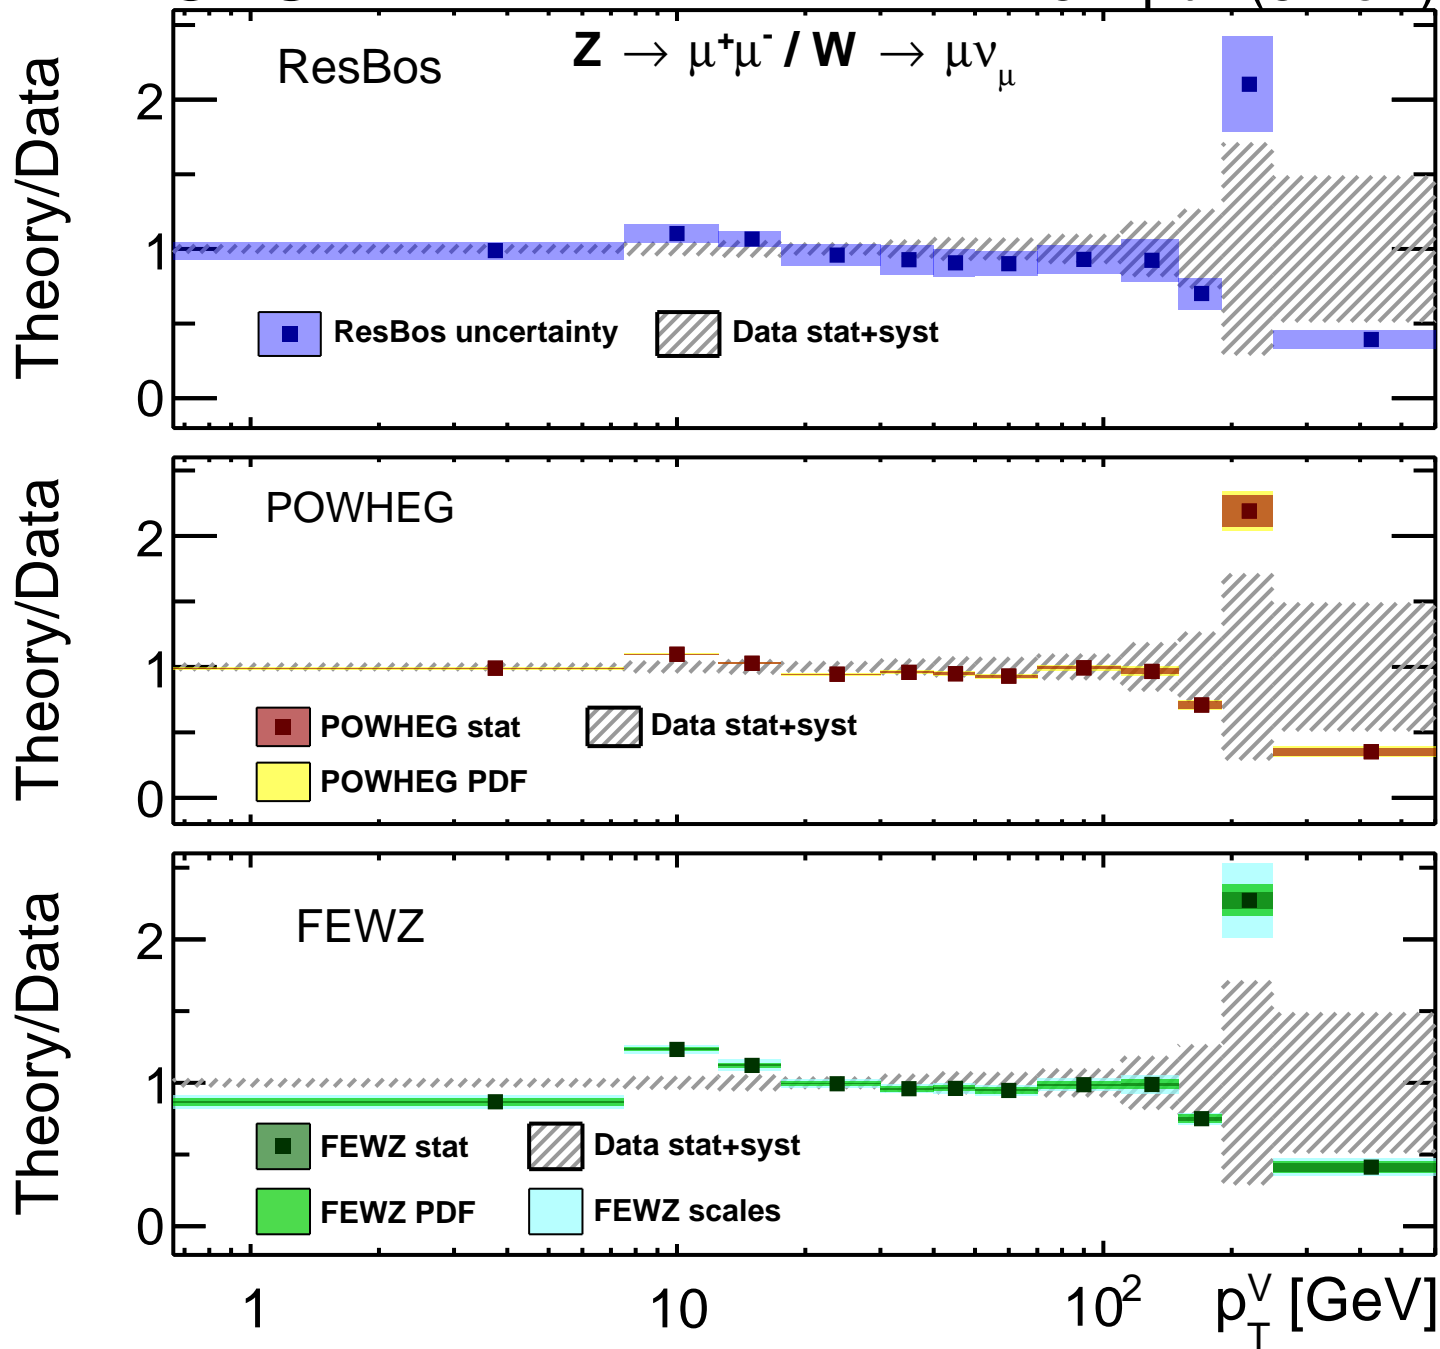 Z → μ⁺μ⁻ / W → μν_μ
ResBos
Theory/Data
2
1
0
ResBos uncertainty
Data stat+syst
POWHEG
Theory/Data
2
1
0
POWHEG stat
Data stat+syst
POWHEG PDF
FEWZ
Theory/Data
2
1
0
FEWZ stat
Data stat+syst
FEWZ PDF
FEWZ scales
1
10
10²
p_T^V [GeV]